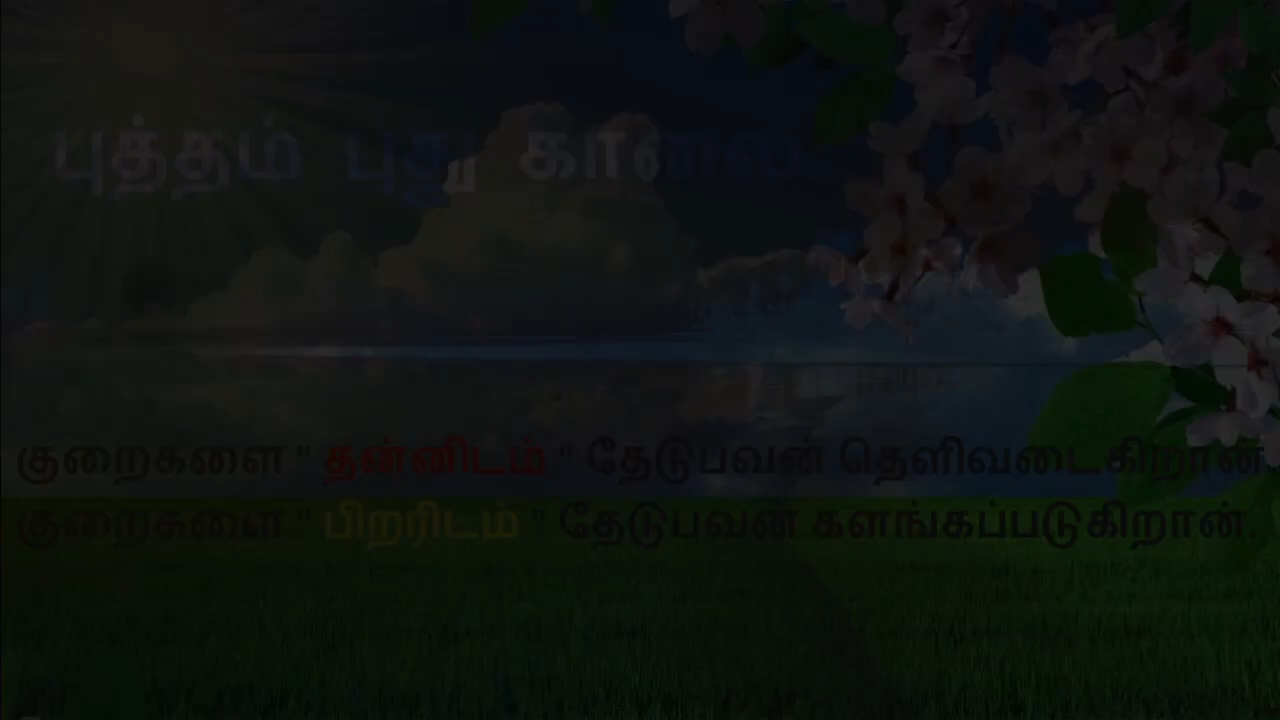 புத்தம் புது காலை..
குறைகளை " தன்னிடம் " தேடுபவன் தெளிவடைகிறான்.
குறைகளை " பிறரிடம் " தேடுபவன் களங்கப்படுகிறான்.